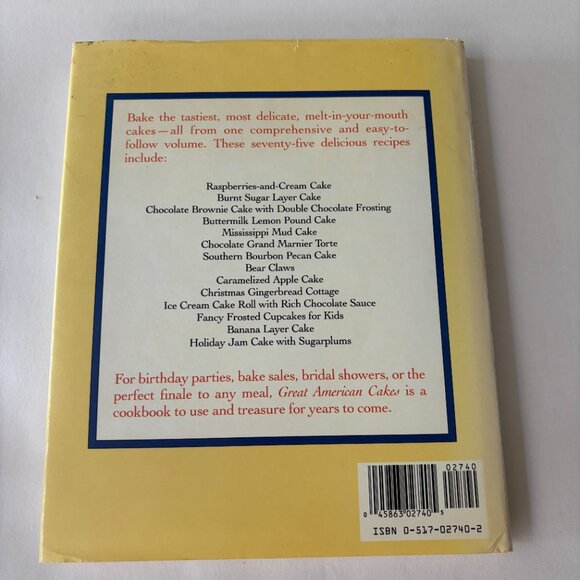 Bake the tastiest, most delicate, melt-in-your-mouth
cakes—all from one comprehensive and easy-to-
follow volume. These seventy-five delicious recipes
include:
Raspberries-and-Cream Cake
Burnt Sugar Layer Cake
Chocolate Brownie Cake with Double Chocolate Frosting
Buttermilk Lemon Pound Cake
Mississippi Mud Cake
Chocolate Grand Marnier Torte
Southern Bourbon Pecan Cake
Bear Claws
Caramelized Apple Cake
Christmas Gingerbread Cottage
Ice Cream Cake Roll with Rich Chocolate Sauce
Fancy Frosted Cupcakes for Kids
Banana Layer Cake
Holiday Jam Cake with Sugarplums
For birthday parties, bake sales, bridal showers, or the
perfect finale to any meal, Great American Cakes is a
cookbook to use and treasure for years to come.
02740
0 45863 02740 5
ISBN 0-517-02740-2